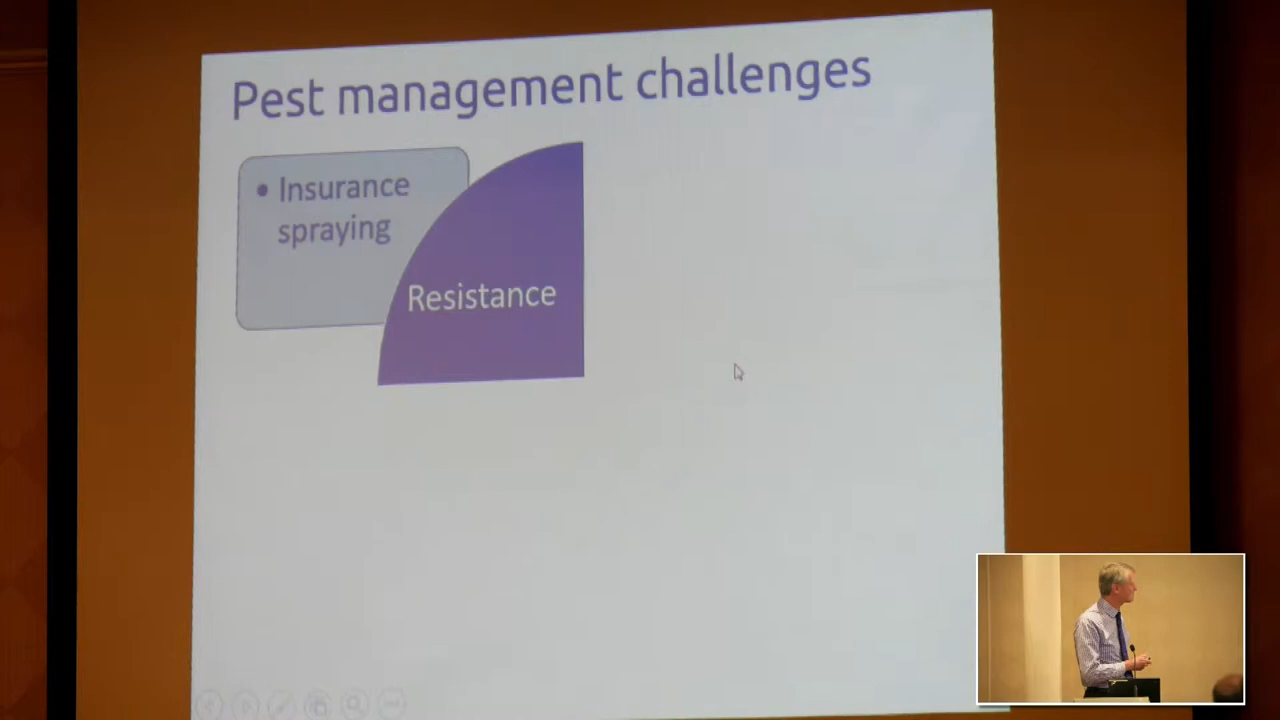 Pest management challenges
• Insurance
spraying
Resistance